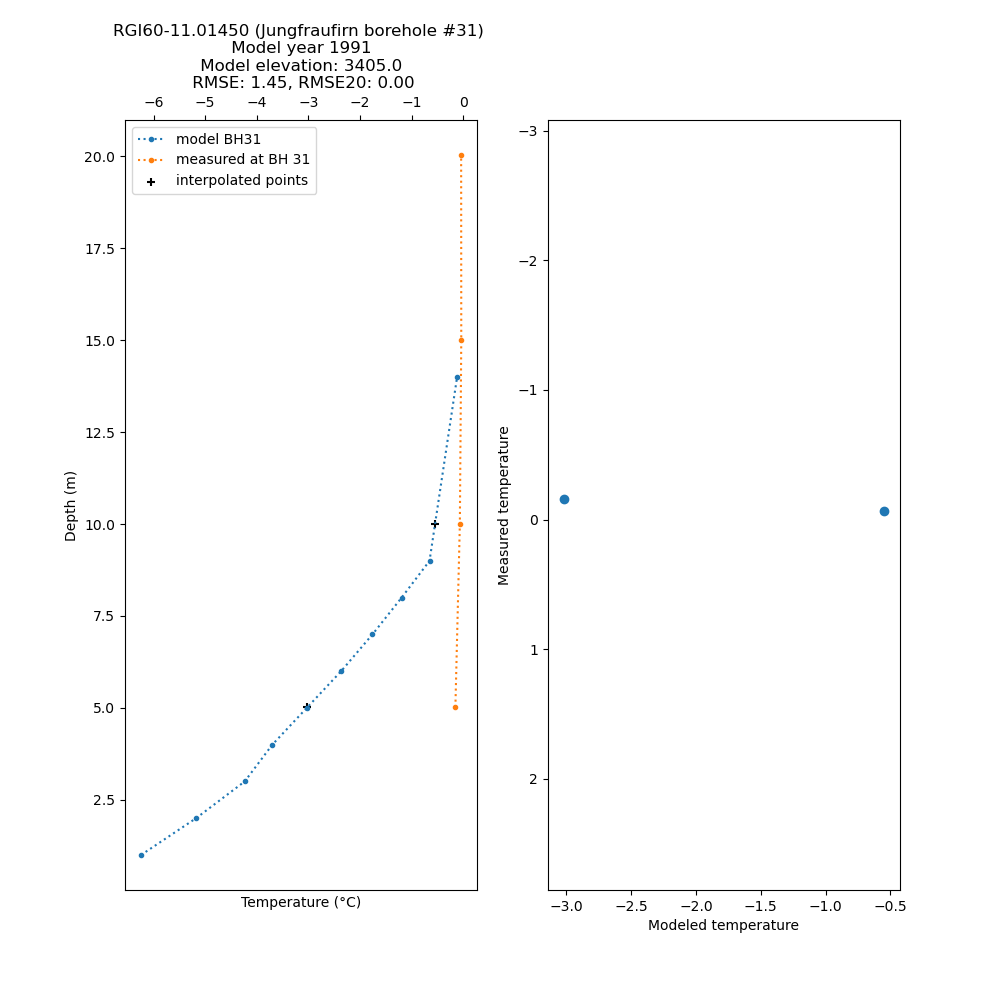 RGI60-11.01450 (Jungfraufirn borehole #31)
Model year 1991
Model elevation: 3405.0
RMSE: 1.45, RMSE20: 0.00
−6 −5 −4 −3 −2 −1 0
model BH31
measured at BH 31
interpolated points
20.0
17.5
15.0
12.5
10.0
7.5
5.0
2.5
Depth (m)
Temperature (°C)
−3
−2
−1
0
1
2
Measured temperature
−3.0 −2.5 −2.0 −1.5 −1.0 −0.5
Modeled temperature